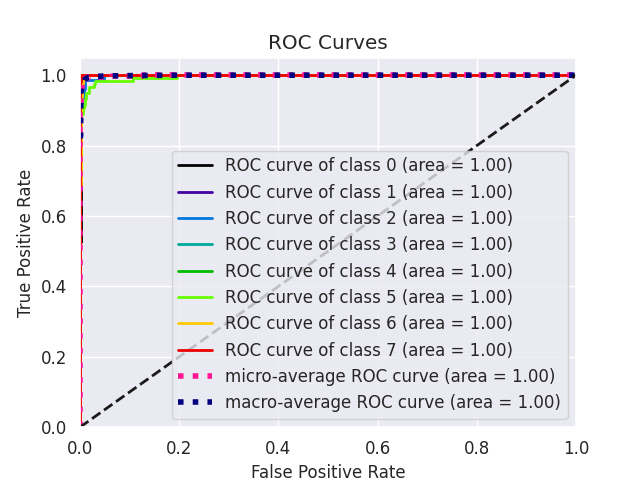 ROC Curves
True Positive Rate
1.0
0.8
0.6
0.4
0.2
0.0
ROC curve of class 0 (area = 1.00)
ROC curve of class 1 (area = 1.00)
ROC curve of class 2 (area = 1.00)
ROC curve of class 3 (area = 1.00)
ROC curve of class 4 (area = 1.00)
ROC curve of class 5 (area = 1.00)
ROC curve of class 6 (area = 1.00)
ROC curve of class 7 (area = 1.00)
micro-average ROC curve (area = 1.00)
macro-average ROC curve (area = 1.00)
0.0 0.2 0.4 0.6 0.8 1.0
False Positive Rate